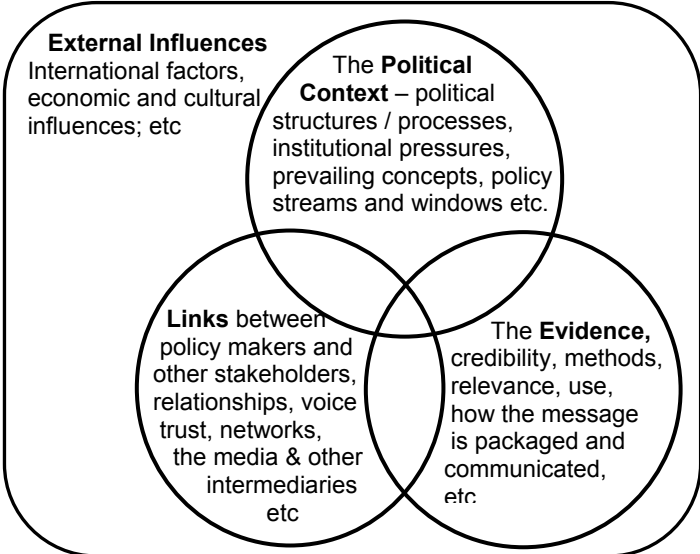 External Influences
International factors,
economic and cultural
influences; etc
The Political
Context – political
structures / processes,
institutional pressures,
prevailing concepts, policy
streams and windows etc.
Links between
policy makers and
other stakeholders,
relationships, voice
trust, networks,
the media & other
intermediaries
etc
The Evidence,
credibility, methods,
relevance, use,
how the message
is packaged and
communicated,
etc